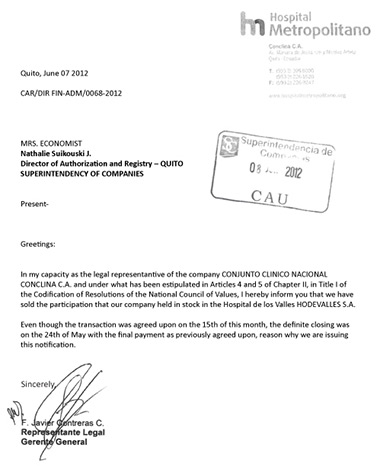 Hospital
Metropolitano
Conclina C.A.
Quito - Ecuador
Quito, June 07 2012
CAR/DIR FIN-ADM/0068-2012
MRS. ECONOMIST
Nathalie Suikouski J.
Director of Authorization and Registry – QUITO
SUPERINTENDENCY OF COMPANIES
Superintendencia de
Compañías
08 2012
CAU
Present-
Greetings:
In my capacity as the legal representative of the company CONJUNTO CLINICO NACIONAL
CONCLINA C.A. and under what has been estipulated in Articles 4 and 5 of Chapter II, in Title I of
the Codification of Resolutions of the National Council of Values, I hereby inform you that we have
sold the participation that our company held in stock in the Hospital de los Valles HODEVALLES S.A.
Even though the transaction was agreed upon on the 15th of this month, the definite closing was
on the 24th of May with the final payment as previously agreed upon, reason why we are issuing
this notification.
Sincerely,
F. Javier Contreras C.
Representante Legal
Gerente General